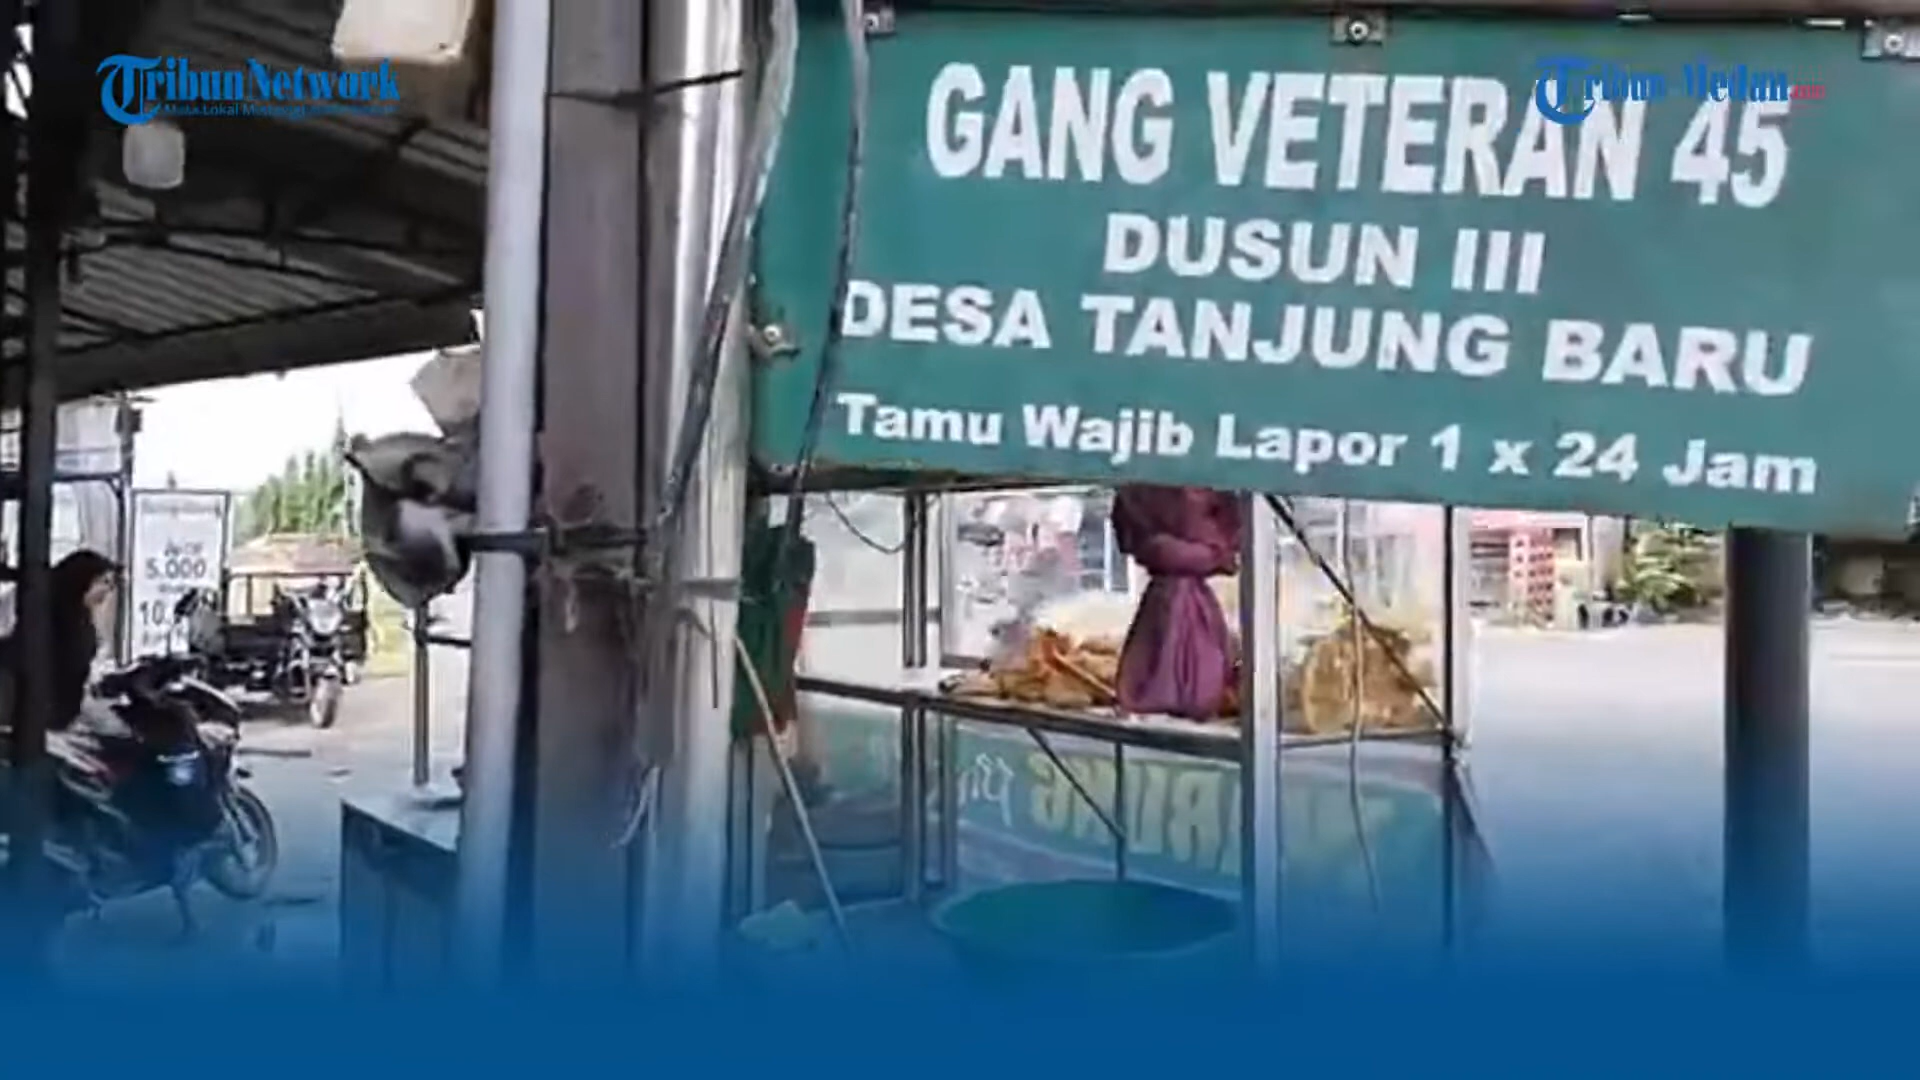 TribunNetwork
Tribun-Medan.com
GANG VETERAN 45
DUSUN III
DESA TANJUNG BARU
Tamu Wajib Lapor 1 x 24 Jam
5.000